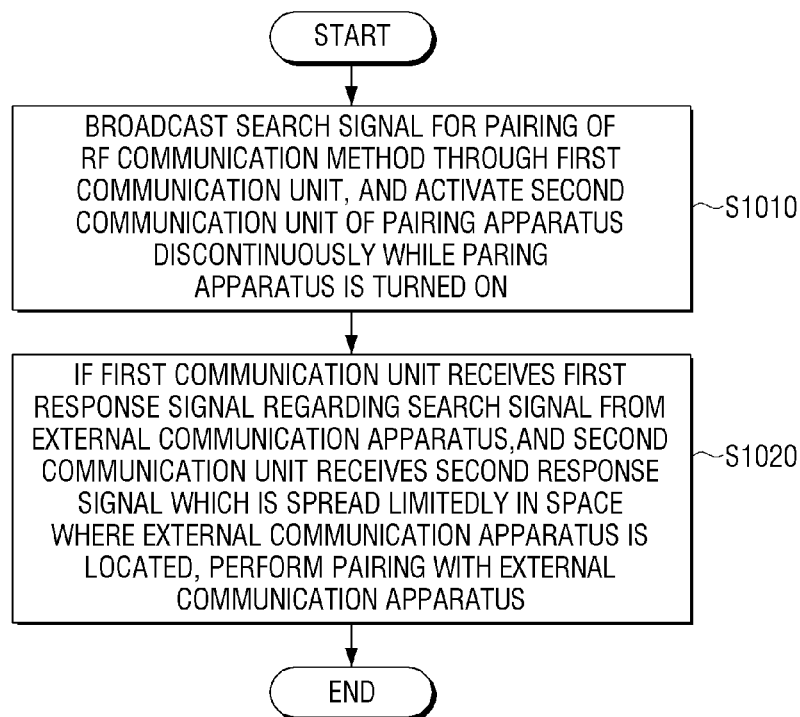 START
BROADCAST SEARCH SIGNAL FOR PAIRING OF
RF COMMUNICATION METHOD THROUGH FIRST
COMMUNICATION UNIT, AND ACTIVATE SECOND
COMMUNICATION UNIT OF PAIRING APPARATUS
DISCONTINUOUSLY WHILE PARING
APPARATUS IS TURNED ON
S1010
IF FIRST COMMUNICATION UNIT RECEIVES FIRST
RESPONSE SIGNAL REGARDING SEARCH SIGNAL FROM
EXTERNAL COMMUNICATION APPARATUS,AND SECOND
COMMUNICATION UNIT RECEIVES SECOND RESPONSE
SIGNAL WHICH IS SPREAD LIMITEDLY IN SPACE
WHERE EXTERNAL COMMUNICATION APPARATUS IS
LOCATED, PERFORM PAIRING WITH EXTERNAL
COMMUNICATION APPARATUS.
S1020
END